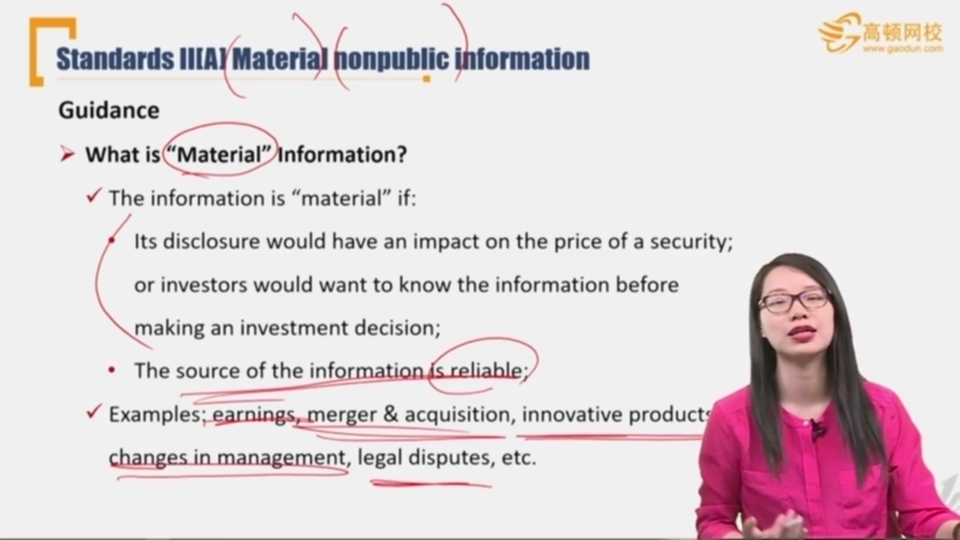 Standards II(A) Material nonpublic information
高顿网校
www.gaodun.com
Guidance
What is “Material” Information?
The information is “material” if:
Its disclosure would have an impact on the price of a security;
or investors would want to know the information before
making an investment decision;
The source of the information is reliable;
Examples: earnings, merger & acquisition, innovative products
changes in management, legal disputes, etc.